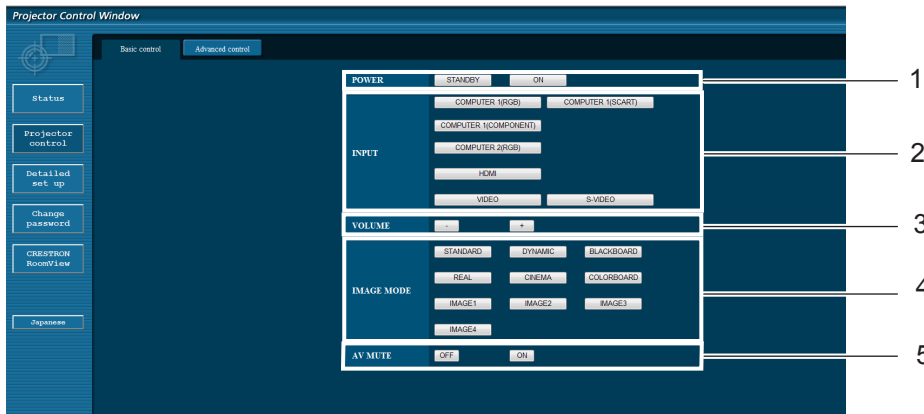 Projector Control Window
Basic control Advanced control
Status
Projector control
Detailed set up
Change password
CRESTRON RoomView
Japanese
POWER STANDBY ON 1
INPUT COMPUTER 1(RGB) COMPUTER 1(SCART)
COMPUTER 1(COMPONENT)
COMPUTER 2(RGB)
HDMI
VIDEO S-VIDEO
2
VOLUME - + 3
IMAGE MODE STANDARD DYNAMIC BLACKBOARD
REAL CINEMA COLORBOARD
IMAGE1 IMAGE2 IMAGE3
IMAGE4
4
AV MUTE OFF ON 5